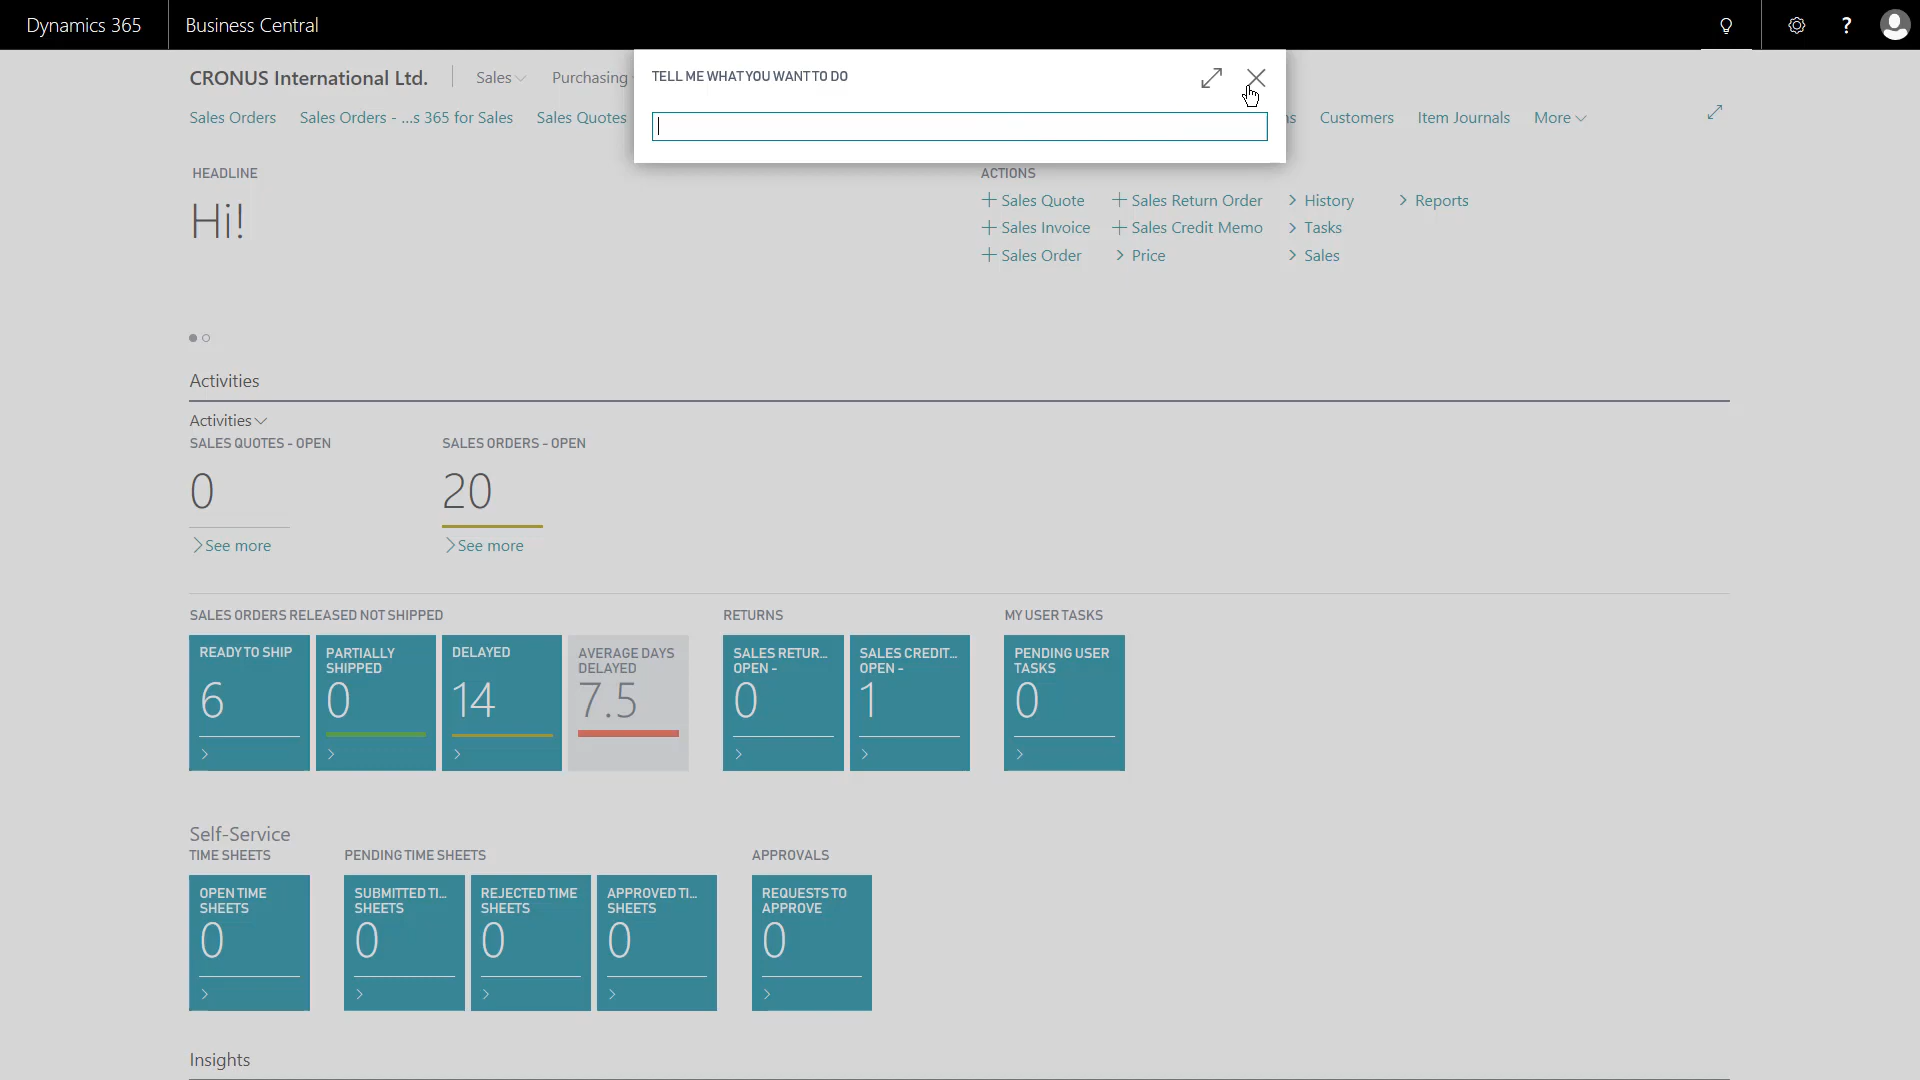 Dynamics 365
Business Central
?
TELL ME WHAT YOU WANT TO DO
CRONUS International Ltd.
Sales
Purchasing
Sales Orders
Sales Orders - ...s 365 for Sales
Sales Quotes
Customers
Item Journals
More
HEADLINE
Hi!
ACTIONS
+ Sales Quote
+ Sales Return Order
> History
> Reports
+ Sales Invoice
+ Sales Credit Memo
> Tasks
+ Sales Order
> Price
> Sales
Activities
Activities
SALES QUOTES - OPEN
SALES ORDERS - OPEN
0
20
>See more
>See more
SALES ORDERS RELEASED NOT SHIPPED
RETURNS
MY USER TASKS
READY TO SHIP
6
PARTIALLY
SHIPPED
0
DELAYED
14
AVERAGE DAYS
DELAYED
7.5
SALES RETUR...
OPEN -
0
SALES CREDIT...
OPEN -
1
PENDING USER
TASKS
0
Self-Service
TIME SHEETS
PENDING TIME SHEETS
APPROVALS
OPEN TIME
SHEETS
0
SUBMITTED TI...
SHEETS
0
REJECTED TIME
SHEETS
0
APPROVED TI...
SHEETS
0
REQUESTS TO
APPROVE
0
Insights